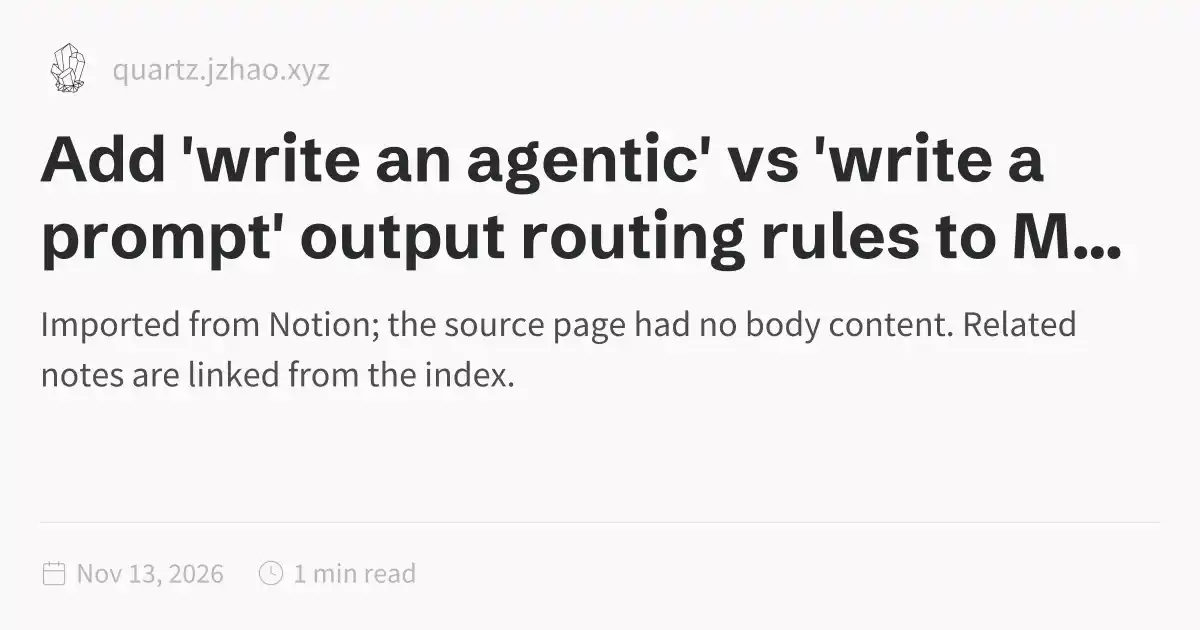 quartz.jzhao.xyz
Add 'write an agentic' vs 'write a
prompt' output routing rules to M...
Imported from Notion; the source page had no body content. Related
notes are linked from the index.
Nov 13, 2026 1 min read